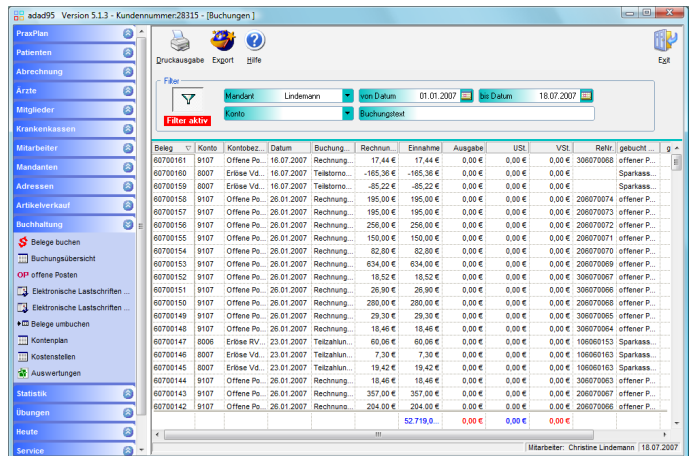 adad95 Version 5.1.3 - Kundennummer:28315 - [Buchungen ]
PraxPlan
Patienten
Abrechnung
Ärzte
Mitglieder
Krankenkassen
Mitarbeiter
Mandanten
Adressen
Artikelverkauf
Buchhaltung
Belege buchen
Buchungsübersicht
OP offene Posten
Elektronische Lastschriften ...
Elektronische Lastschriften ...
Belege umbuchen
Kontenplan
Kostenstellen
Auswertungen
Statistik
Übungen
Heute
Service
Druckausgabe Export Hilfe Exit
Filter
Filter aktiv
Mandant Lindemann von Datum 01.01.2007 bis Datum 18.07.2007
Konto Buchungstext
Beleg Konto Kontobez... Datum Buchung... Rechnun... Einnahme Ausgabe USt. VSt. ReNr. gebucht ... g
60700161 9107 Offene Po... 16.07.2007 Rechnung... 17,44 € 17,44 € 0,00 € 0,00 € 0,00 € 306070068 offener P...
60700160 8007 Erlöse Vd... 16.07.2007 Teilstorno... -165,36 € -165,36 € 0,00 € 0,00 € 0,00 € Sparkass...
60700159 8007 Erlöse Vd... 16.07.2007 Teilstorno... -85,22 € -85,22 € 0,00 € 0,00 € 0,00 € Sparkass...
60700158 9107 Offene Po... 26.01.2007 Rechnung... 195,00 € 195,00 € 0,00 € 0,00 € 0,00 € 206070074 offener P...
60700157 9107 Offene Po... 26.01.2007 Rechnung... 195,00 € 195,00 € 0,00 € 0,00 € 0,00 € 206070073 offener P...
60700156 9107 Offene Po... 26.01.2007 Rechnung... 256,00 € 256,00 € 0,00 € 0,00 € 0,00 € 206070072 offener P...
60700155 9107 Offene Po... 26.01.2007 Rechnung... 150,00 € 150,00 € 0,00 € 0,00 € 0,00 € 206070071 offener P...
60700154 9107 Offene Po... 26.01.2007 Rechnung... 82,80 € 82,80 € 0,00 € 0,00 € 0,00 € 206070070 offener P...
60700153 9107 Offene Po... 26.01.2007 Rechnung... 634,00 € 634,00 € 0,00 € 0,00 € 0,00 € 206070069 offener P...
60700152 9107 Offene Po... 26.01.2007 Rechnung... 18,52 € 18,52 € 0,00 € 0,00 € 0,00 € 306070067 offener P...
60700151 9107 Offene Po... 26.01.2007 Rechnung... 26,90 € 26,90 € 0,00 € 0,00 € 0,00 € 306070066 offener P...
60700150 9107 Offene Po... 26.01.2007 Rechnung... 280,00 € 280,00 € 0,00 € 0,00 € 0,00 € 206070068 offener P...
60700149 9107 Offene Po... 26.01.2007 Rechnung... 29,30 € 29,30 € 0,00 € 0,00 € 0,00 € 306070065 offener P...
60700148 9107 Offene Po... 26.01.2007 Rechnung... 18,46 € 18,46 € 0,00 € 0,00 € 0,00 € 306070064 offener P...
60700147 8006 Erlöse RV... 23.01.2007 Teilzahlun... 60,06 € 60,06 € 0,00 € 0,00 € 0,00 € 106060153 Sparkass...
60700146 8007 Erlöse Vd... 23.01.2007 Teilzahlun... 7,30 € 7,30 € 0,00 € 0,00 € 0,00 € 106060163 Sparkass...
60700145 8007 Erlöse Vd... 23.01.2007 Teilzahlun... 19,42 € 19,42 € 0,00 € 0,00 € 0,00 € 106060163 Sparkass...
60700144 9107 Offene Po... 26.01.2007 Rechnung... 18,46 € 18,46 € 0,00 € 0,00 € 0,00 € 306070063 offener P...
60700143 9107 Offene Po... 26.01.2007 Rechnung... 357,00 € 357,00 € 0,00 € 0,00 € 0,00 € 206070067 offener P...
60700142 9107 Offene Po... 26.01.2007 Rechnung... 204,00 € 204,00 € 0,00 € 0,00 € 0,00 € 206070066 offener P...
52.719,0... 0,00 € 0,00 € 0,00 €
Mitarbeiter: Christine Lindemann 18.07.2007